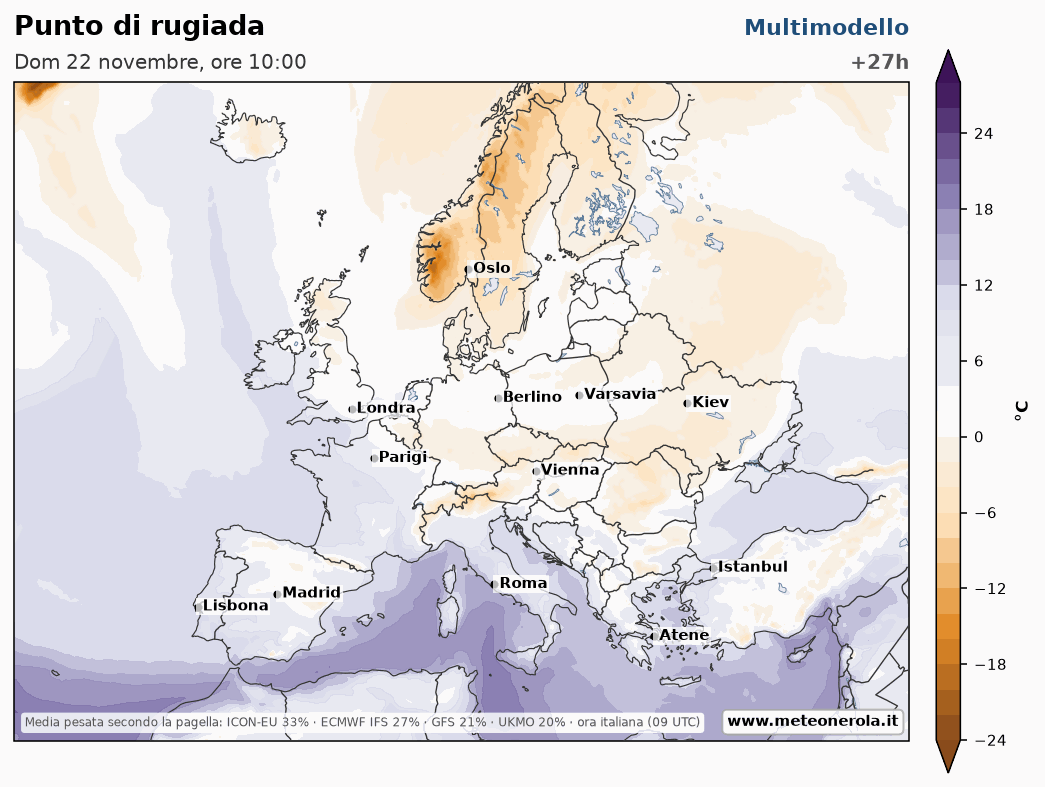 Punto di rugiada
Multimodello
Dom 22 novembre, ore 10:00
+27h
24
18
12
6
0
−6
−12
−18
−24
°C
Oslo
Berlino
Varsavia
Kiev
Londra
Parigi
Vienna
Istanbul
Roma
Madrid
Lisbona
Atene
Media pesata secondo la pagella: ICON-EU 33% · ECMWF IFS 27% · GFS 21% · UKMO 20% · ora italiana (09 UTC)
www.meteonerola.it